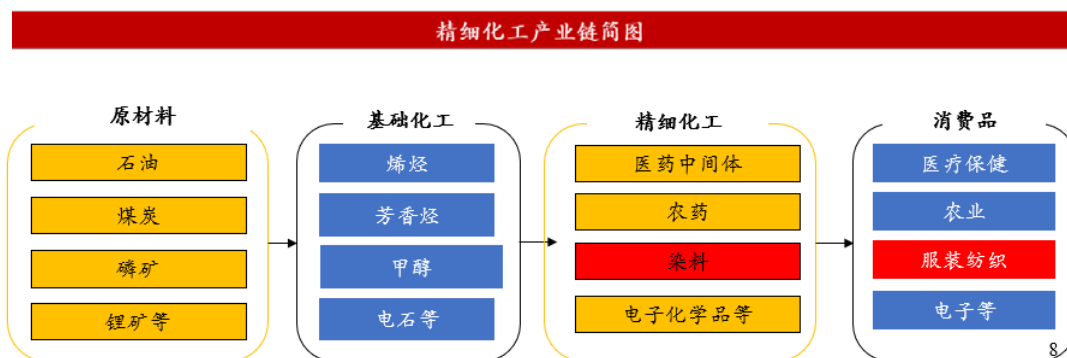 精细化工产业链简图
原材料
石油
煤炭
磷矿
锂矿等
基础化工
烯烃
芳香烃
甲醇
电石等
精细化工
医药中间体
农药
染料
电子化学品等
消费品
医疗保健
农业
服装纺织
电子等
8